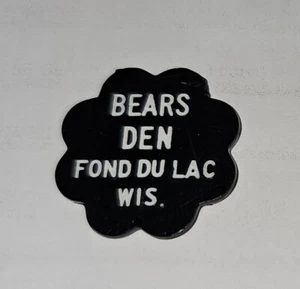 BEARS
DEN
FOND DU LAC
WIS.